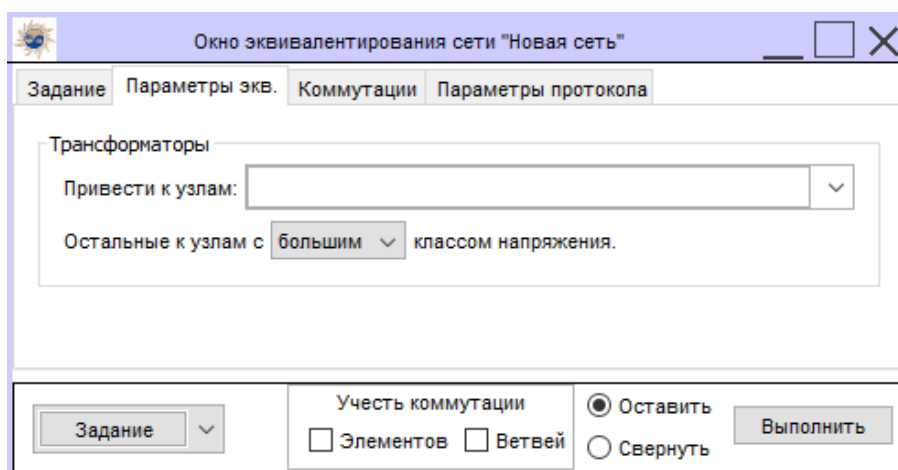 Окно эквивалентирования сети "Новая сеть"
Задание Параметры экв. Коммутации Параметры протокола
Трансформаторы
Привести к узлам:
Остальные к узлам с большим классом напряжения.
Учесть коммутации
Оставить
Задание
Элементов Ветвей
Выполнить
Свернуть